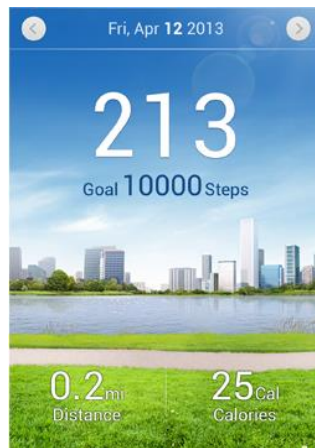 Fri, Apr 12 2013
213
Goal 10000 Steps
0.2mi 25Cal
Distance Calories